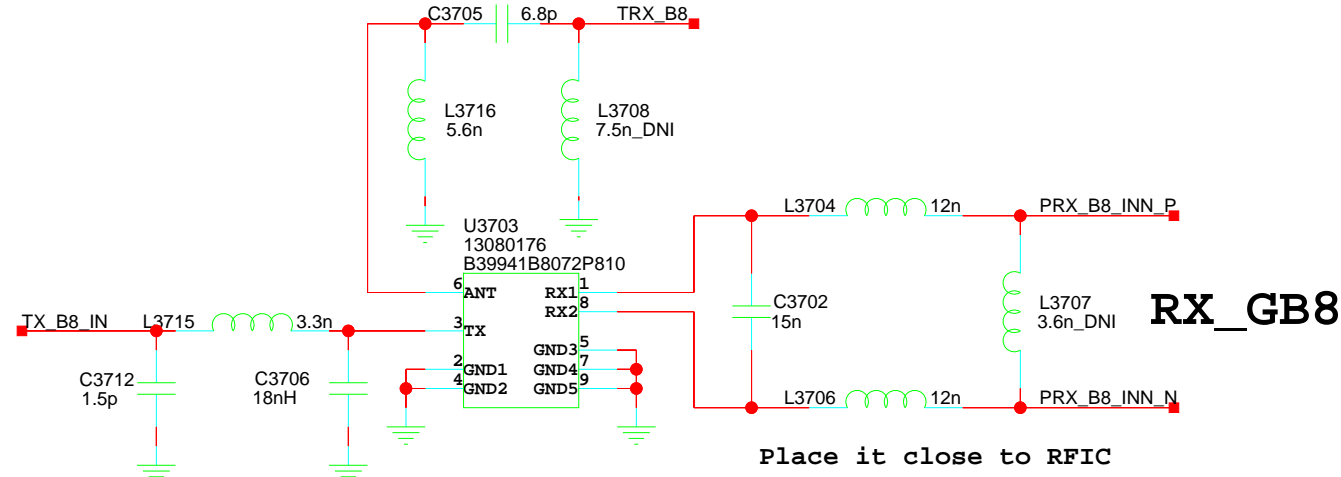 C3705 6.8p TRX_B8
L3716
5.6n
L3708
7.5n_DNI
L3704 12n PRX_B8_INN_P
U3703
13080176
B39941B8072P810
6 ANT RX1 1
RX2 8
C3702
15n
L3707
3.6n_DNI
RX_GB8
TX_B8_IN L3715 3.3n 3 TX
GND3 5
2 GND1 GND4 7
4 GND2 GND5 9
C3712
1.5p
C3706
18nH
L3706 12n PRX_B8_INN_N
Place it close to RFIC